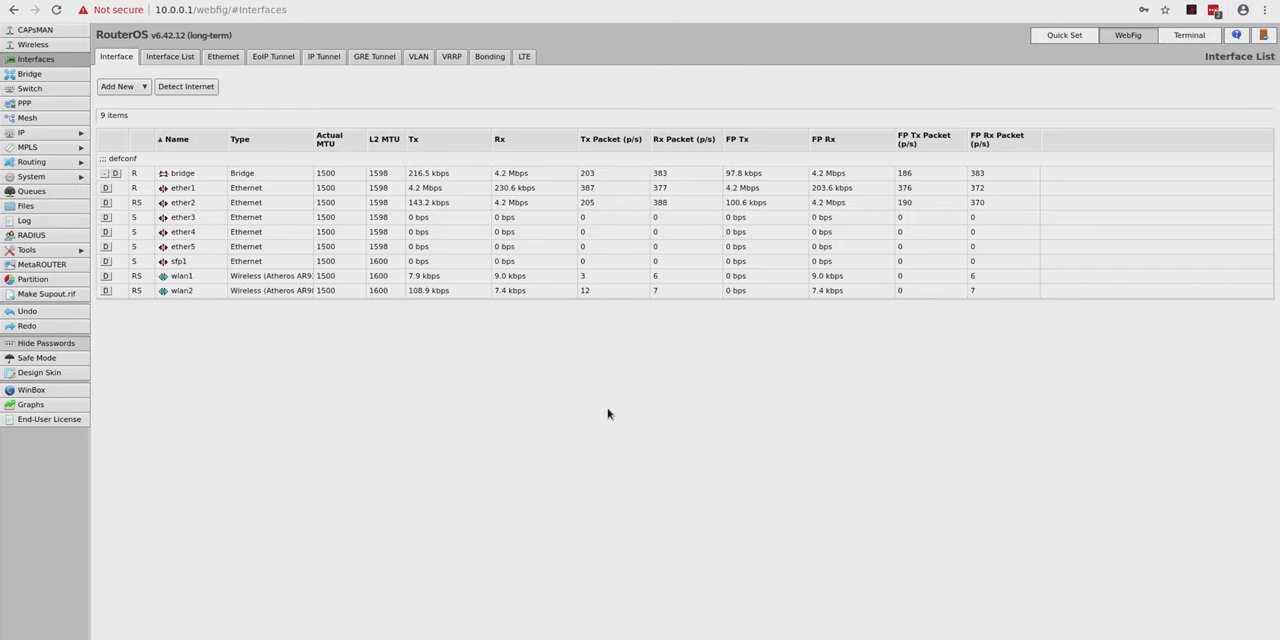 Not secure 10.0.0.1/webfig/#Interfaces
2
CAPsMAN
Wireless
Interfaces
Bridge
Switch
PPP
Mesh
IP
MPLS
Routing
System
Queues
Files
Log
RADIUS
Tools
MetaROUTER
Partition
Make Supout.rif
Undo
Redo
Hide Passwords
Safe Mode
Design Skin
WinBox
Graphs
End-User License
RouterOS v6.42.12 (long-term)
Quick Set WebFig Terminal
Interface Interface List Ethernet EoIP Tunnel IP Tunnel GRE Tunnel VLAN VRRP Bonding LTE Interface List
Add New Detect Internet
9 items
Name Type Actual MTU L2 MTU Tx Rx Tx Packet (p/s) Rx Packet (p/s) FP Tx FP Rx FP Tx Packet (p/s) FP Rx Packet (p/s)
;;; defconf
- D R bridge Bridge 1500 1598 216.5 kbps 4.2 Mbps 203 383 97.8 kbps 4.2 Mbps 186 383
D R ether1 Ethernet 1500 1598 4.2 Mbps 230.6 kbps 387 377 4.2 Mbps 203.6 kbps 376 372
D RS ether2 Ethernet 1500 1598 143.2 kbps 4.2 Mbps 205 388 100.6 kbps 4.2 Mbps 190 370
D S ether3 Ethernet 1500 1598 0 bps 0 bps 0 0 0 bps 0 bps 0 0
D S ether4 Ethernet 1500 1598 0 bps 0 bps 0 0 0 bps 0 bps 0 0
D S ether5 Ethernet 1500 1598 0 bps 0 bps 0 0 0 bps 0 bps 0 0
D S sfp1 Ethernet 1500 1600 0 bps 0 bps 0 0 0 bps 0 bps 0 0
D RS wlan1 Wireless (Atheros AR9 1500 1600 7.9 kbps 9.0 kbps 3 6 0 bps 9.0 kbps 0 6
D RS wlan2 Wireless (Atheros AR9 1500 1600 108.9 kbps 7.4 kbps 12 7 0 bps 7.4 kbps 0 7